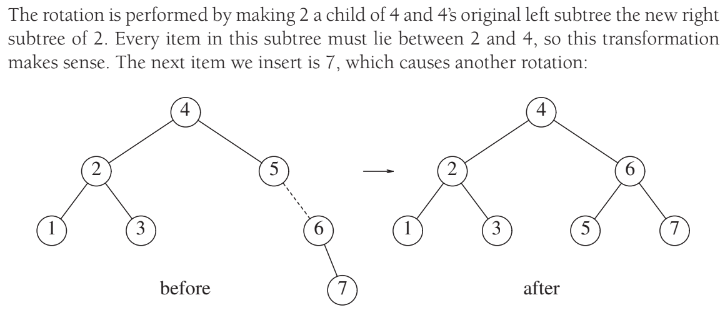 The rotation is performed by making 2 a child of 4 and 4's original left subtree the new right
subtree of 2. Every item in this subtree must lie between 2 and 4, so this transformation
makes sense. The next item we insert is 7, which causes another rotation:
4 4
2 5 2 6
1 3 6 1 3 5 7
before 7 after